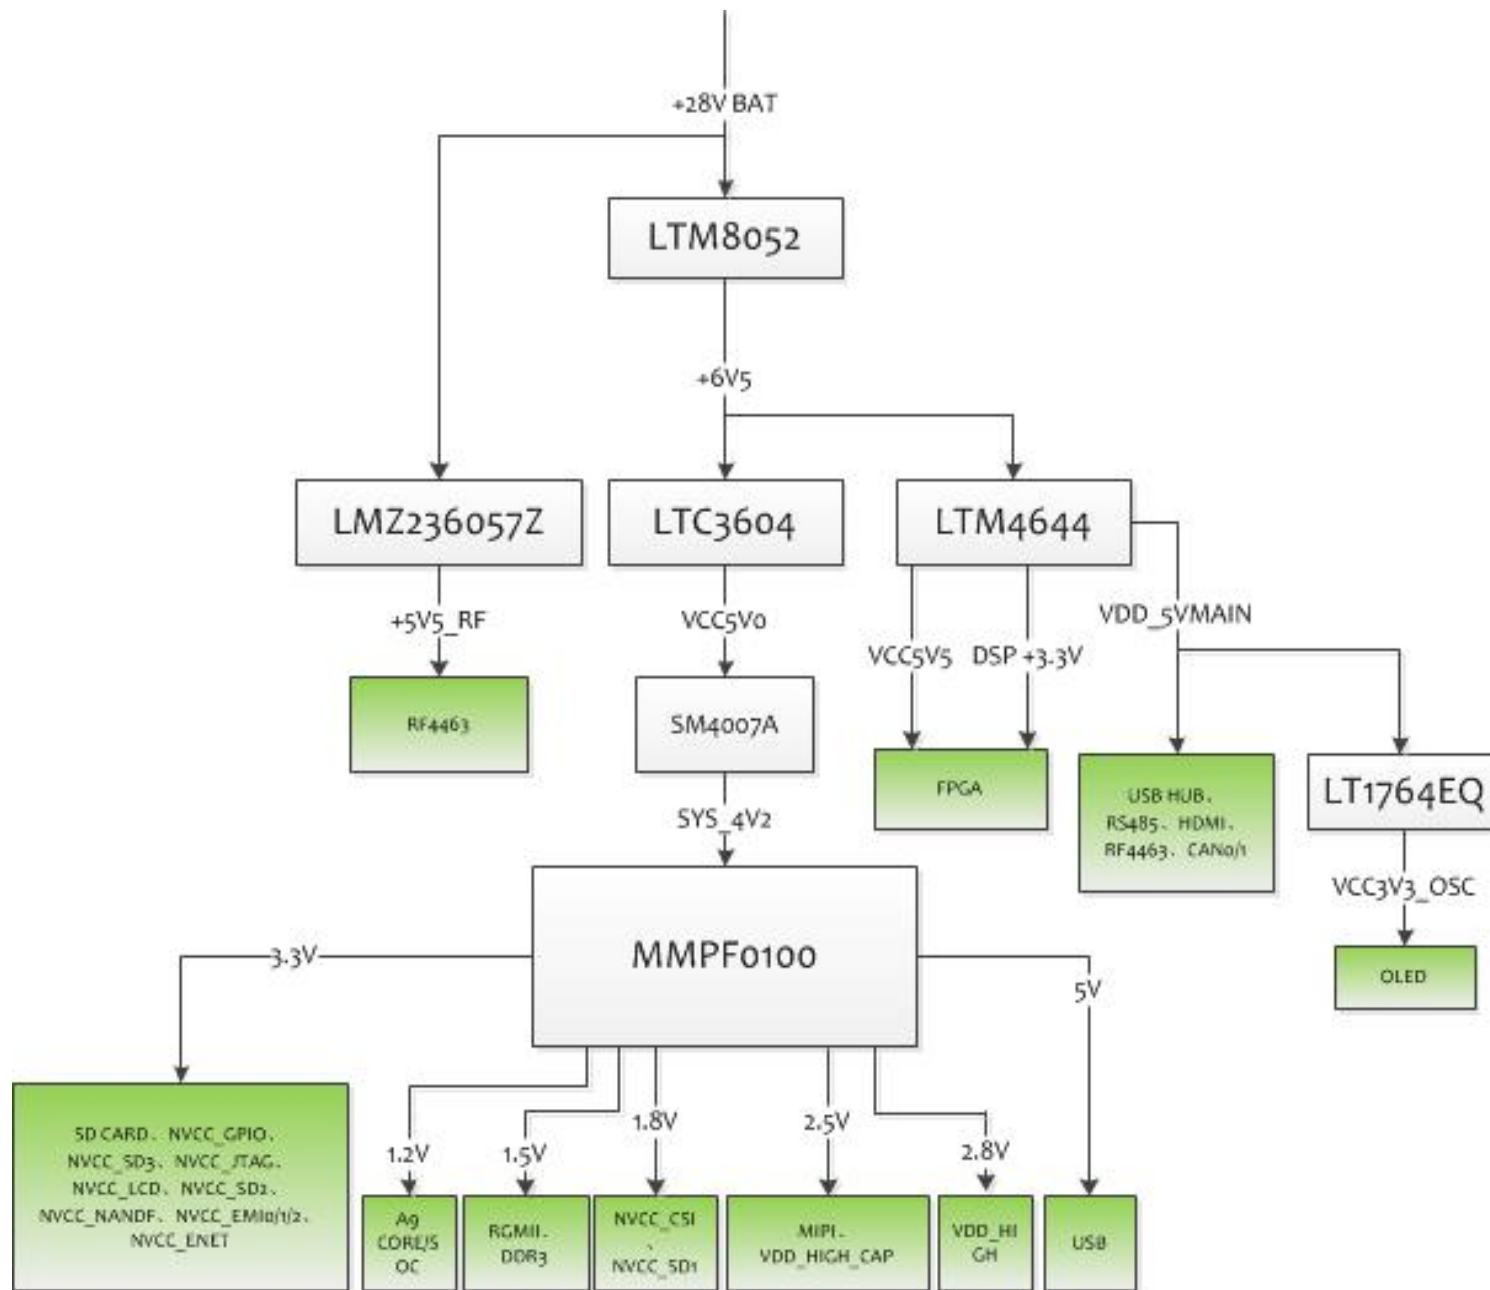 +28V BAT
LTM8052
+6V5
LMZ236057Z
LTC3604
LTM4644
+5V5_RF
VCC5V0
VCC5V5
DSP +3.3V
VDD_5VMAIN
RF4463
SM4007A
FPGA
USB HUB、
RS485、HDMI、
RF4463、CAN0/1
LT1764EQ
SYS_4V2
VCC3V3_OSC
MMPF0100
OLED
3.3V
5V
1.2V
1.5V
1.8V
2.5V
2.8V
SD CARD、NVCC_GPIO、
NVCC_SD3、NVCC_JTAG、
NVCC_LCD、NVCC_SD2、
NVCC_NANDF、NVCC_EMI0/1/2、
NVCC_ENET
A9
CORE/S
OC
RGMII、
DDR3
NVCC_CSI
、
NVCC_SD1
MIPI、
VDD_HIGH_CAP
VDD_HI
GH
USB